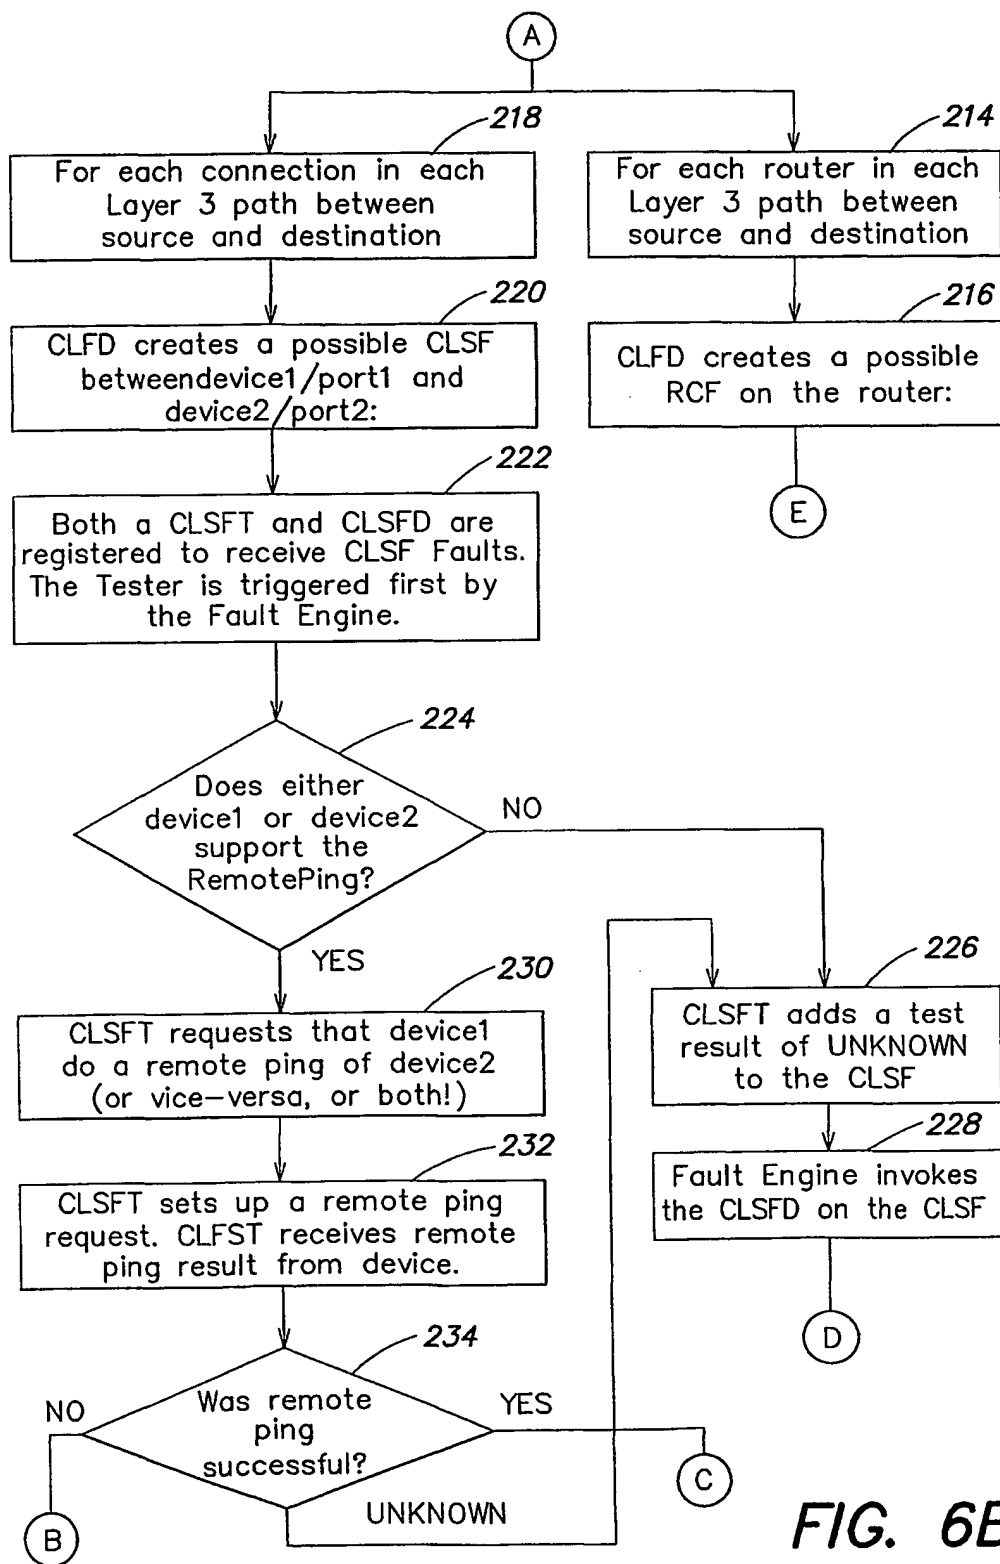 A
218
For each connection in each
Layer 3 path between
source and destination
214
For each router in each
Layer 3 path between
source and destination
220
CLFD creates a possible CLSF
betweendevice1/port1 and
device2/port2:
216
CLFD creates a possible
RCF on the router:
E
222
Both a CLSFT and CLSFD are
registered to receive CLSF Faults.
The Tester is triggered first by
the Fault Engine.
224
Does either
device1 or device2
support the
RemotePing?
NO
YES
230
CLSFT requests that device1
do a remote ping of device2
(or vice-versa, or both!)
226
CLSFT adds a test
result of UNKNOWN
to the CLSF
232
CLSFT sets up a remote ping
request. CLFST receives remote
ping result from device.
228
Fault Engine invokes
the CLSFD on the CLSF
D
234
Was remote
ping
successful?
NO
YES
UNKNOWN
B
C
FIG. 6B